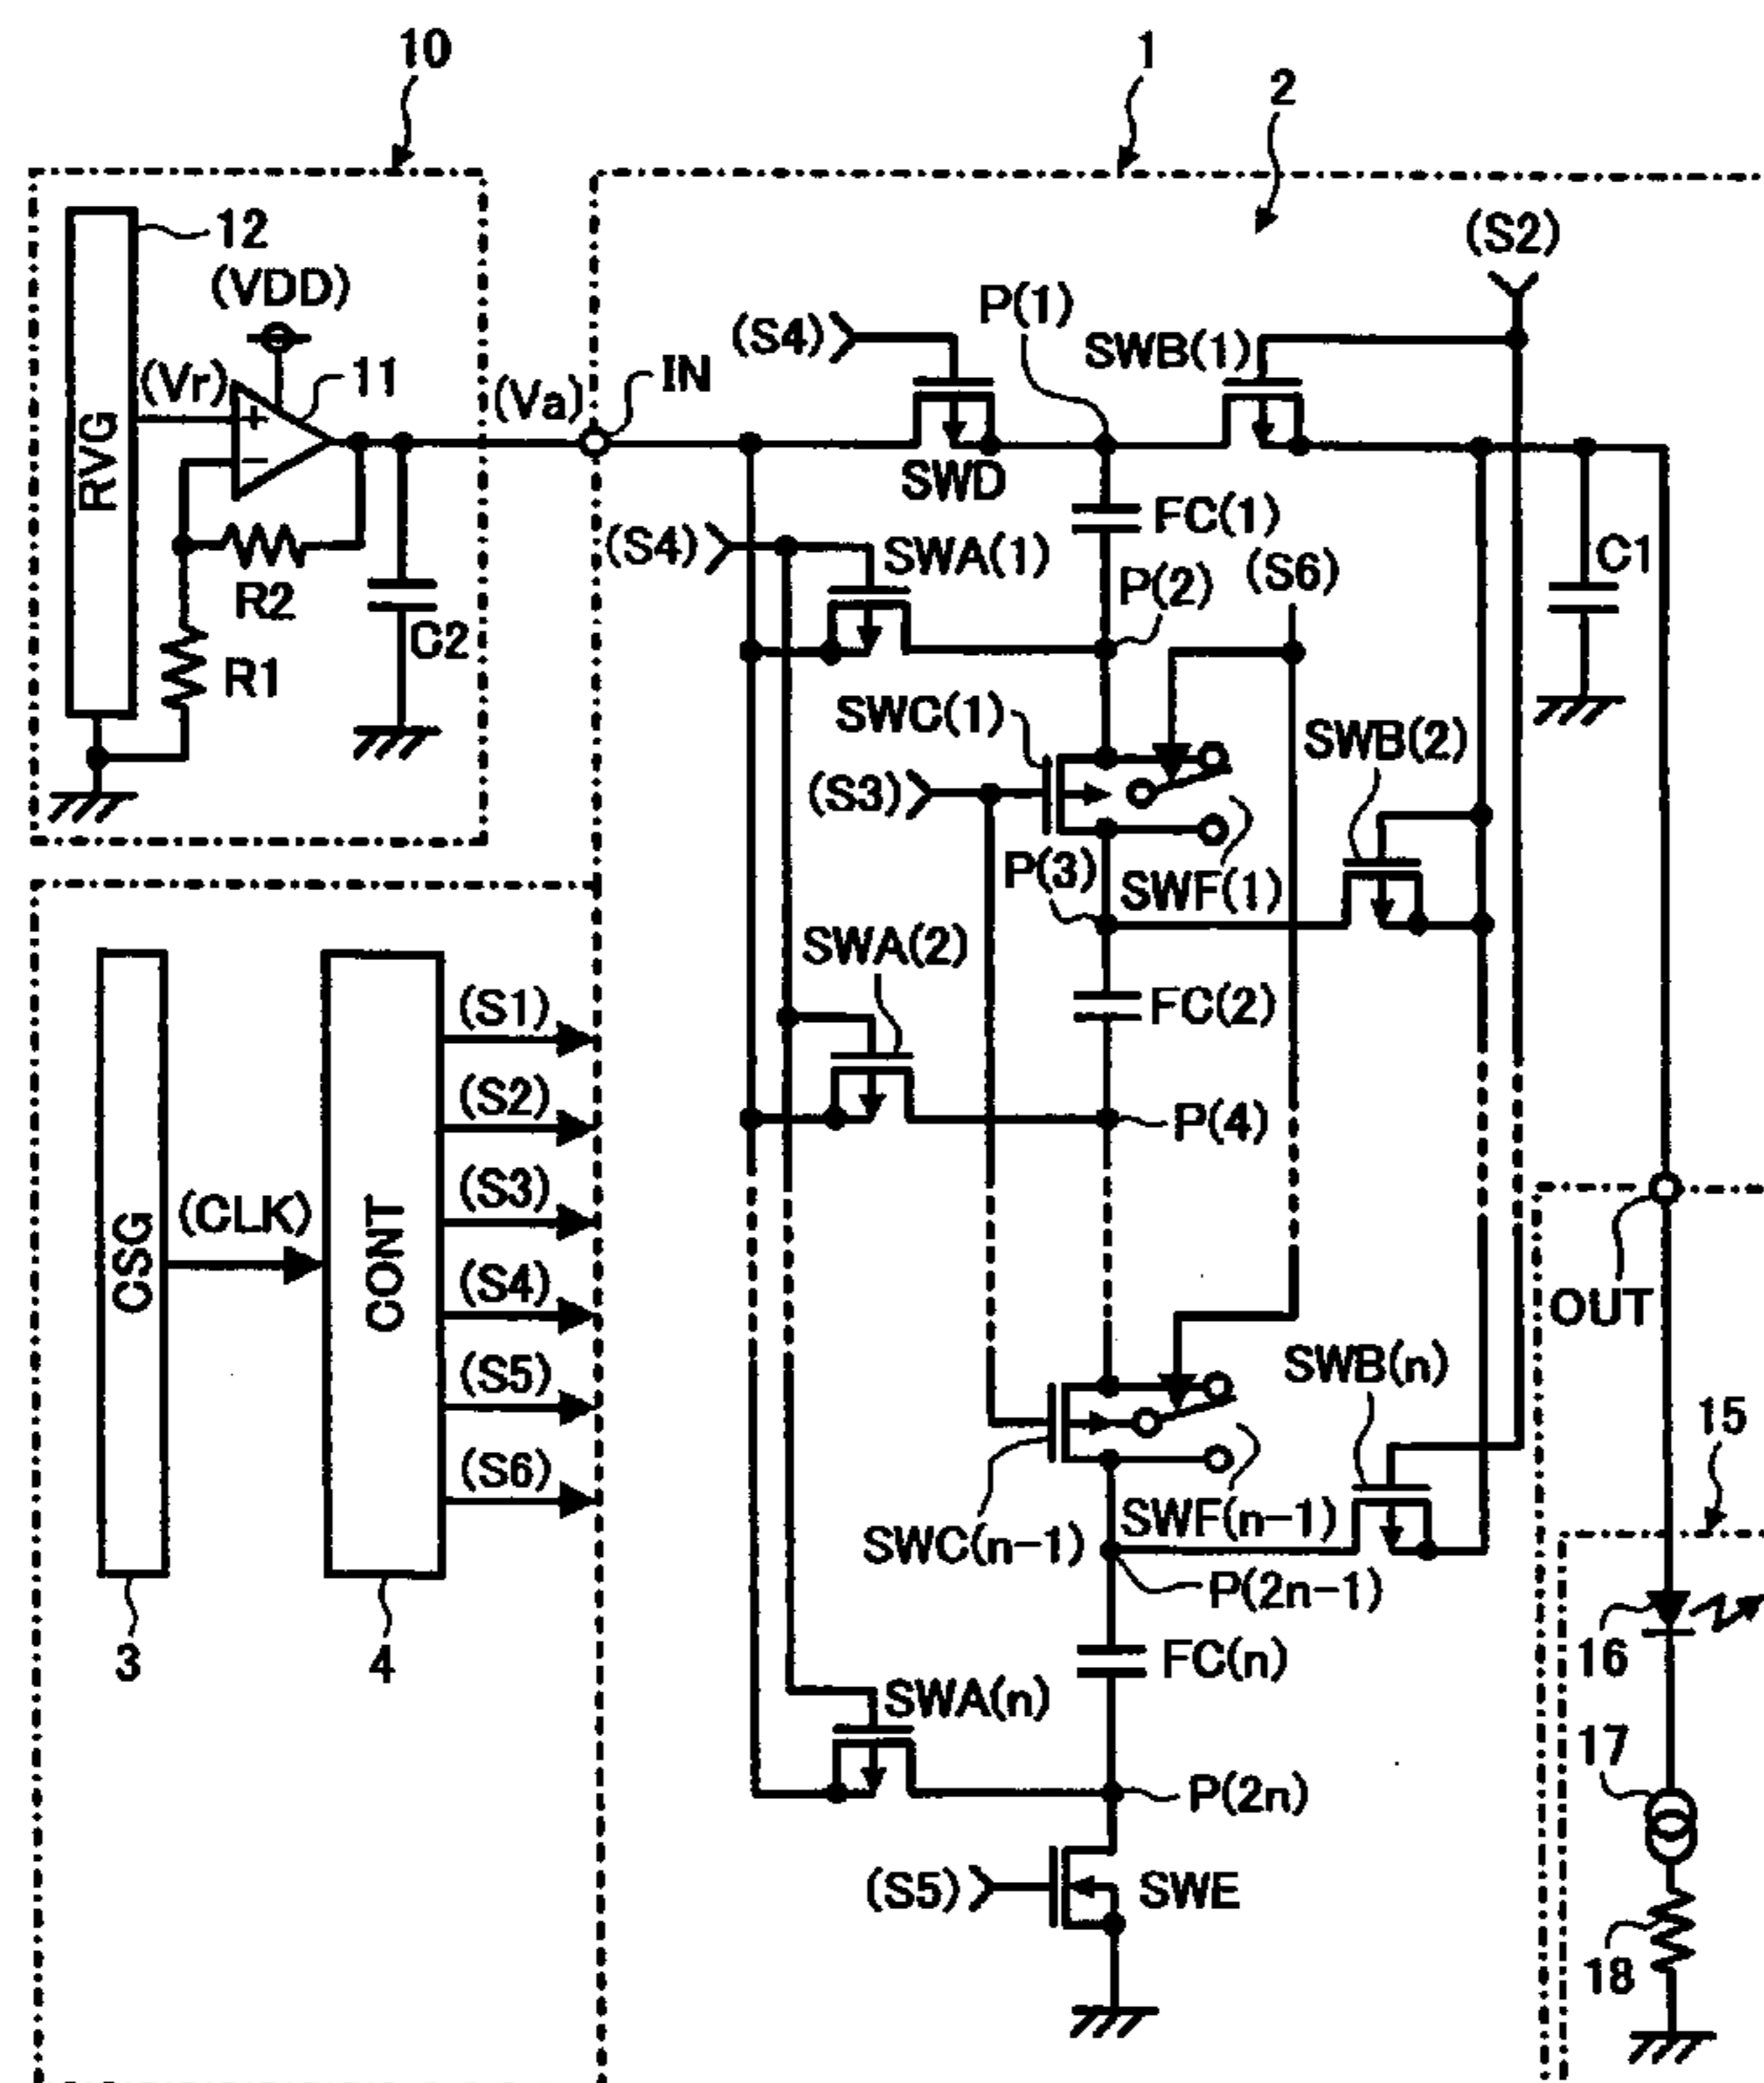 10
1
2
12
(VDD)
(S2)
P(1)
(S4)
SWB(1)
(Vr)
11
(Va)
IN
RVG
SWD
FC(1)
(S4)
SWA(1)
(S6)
C1
P(2)
R2
C2
R1
SWC(1)
SWB(2)
(S3)
P(3)
SWF(1)
SWA(2)
FC(2)
(S1)
(S2)
P(4)
(S3)
(CLK)
CSG
CONT
(S4)
OUT
(S5)
SWB(n)
15
(S6)
SWF(n-1)
SWC(n-1)
P(2n-1)
3
4
16
FC(n)
SWA(n)
17
P(2n)
(S5)
SWE
18